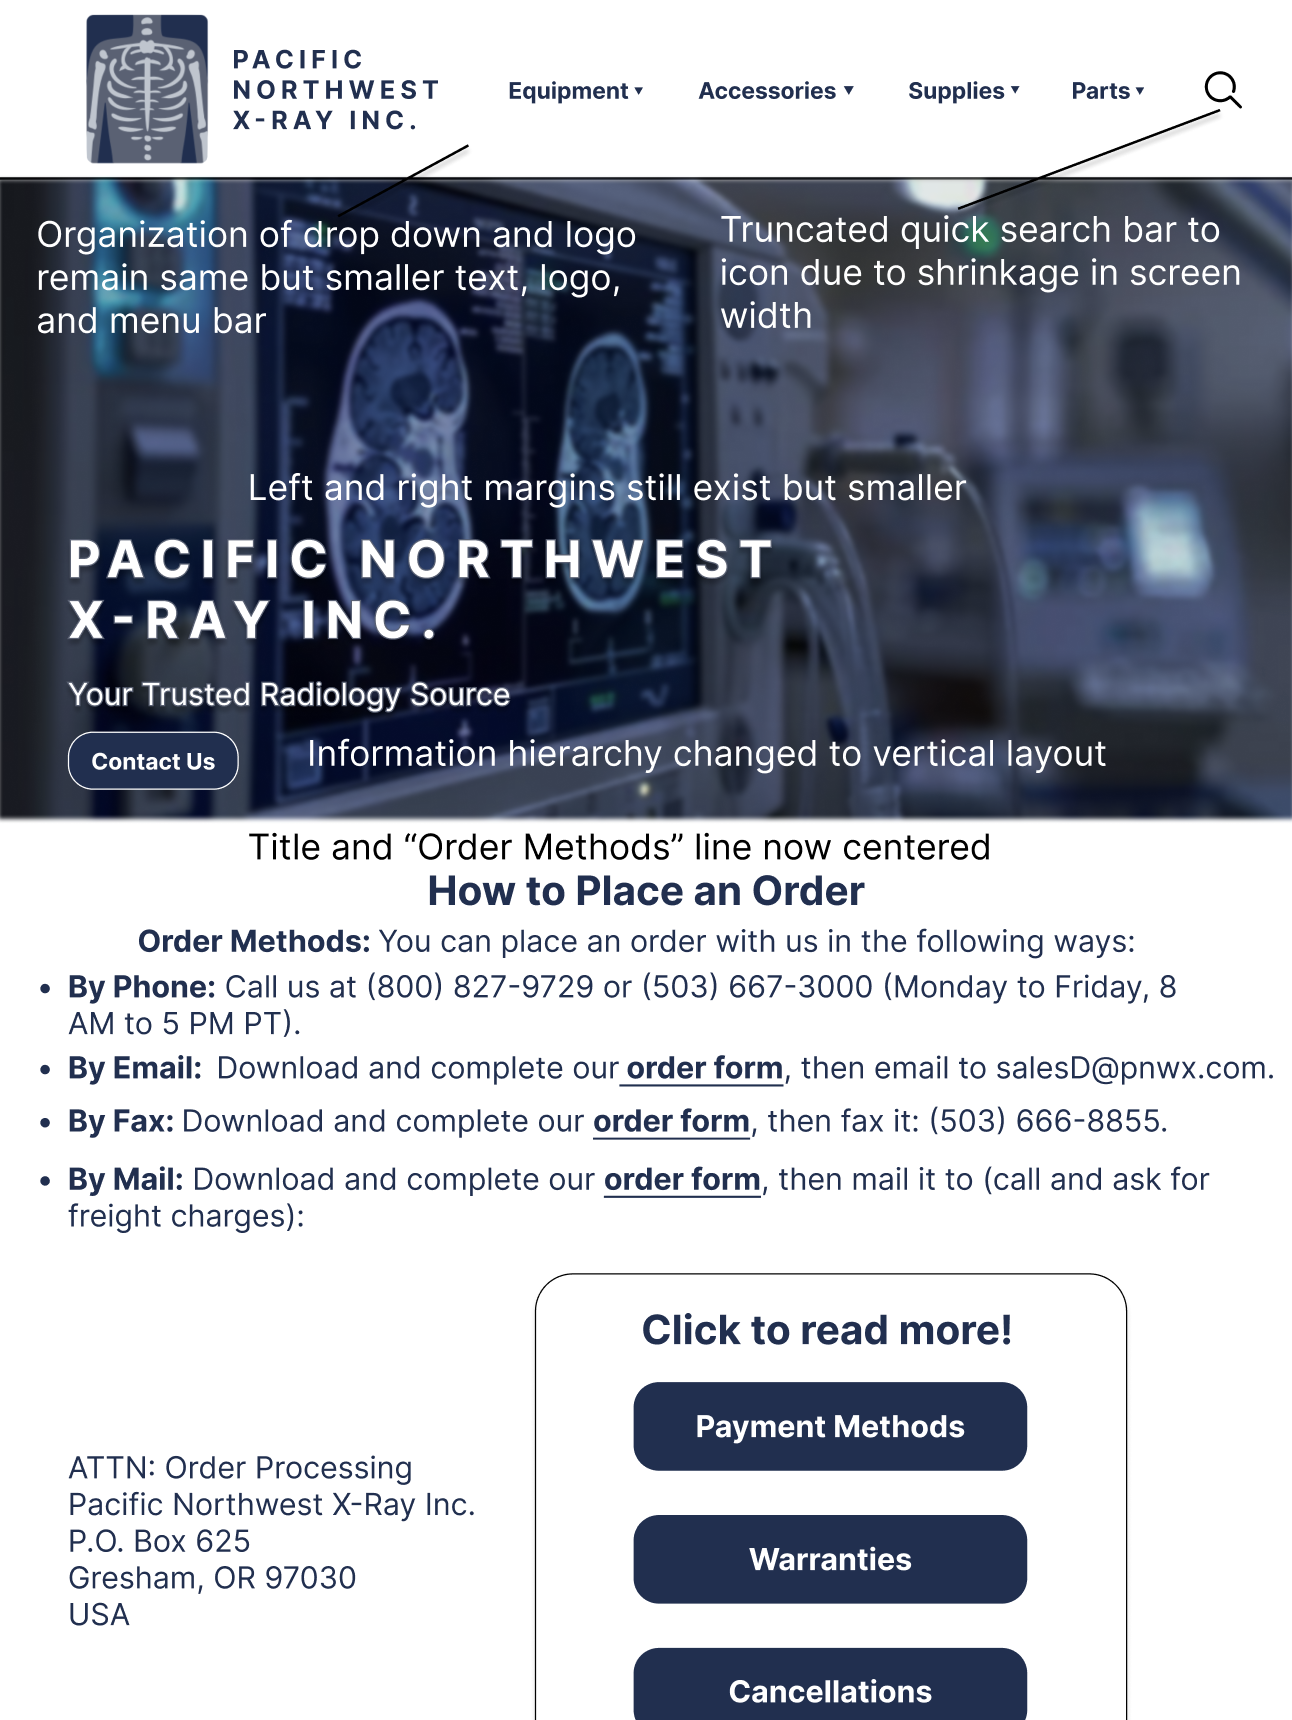 PACIFIC
NORTHWEST
X-RAY INC.
Equipment ▾
Accessories ▾
Supplies ▾
Parts ▾
Organization of drop down and logo
remain same but smaller text, logo,
and menu bar
Truncated quick search bar to
icon due to shrinkage in screen
width
Left and right margins still exist but smaller
PACIFIC NORTHWEST
X-RAY INC.
Your Trusted Radiology Source
Contact Us
Information hierarchy changed to vertical layout
Title and “Order Methods” line now centered
How to Place an Order
Order Methods: You can place an order with us in the following ways:
• By Phone: Call us at (800) 827-9729 or (503) 667-3000 (Monday to Friday, 8
AM to 5 PM PT).
• By Email: Download and complete our order form, then email to salesD@pnwx.com.
• By Fax: Download and complete our order form, then fax it: (503) 666-8855.
• By Mail: Download and complete our order form, then mail it to (call and ask for
freight charges):
ATTN: Order Processing
Pacific Northwest X-Ray Inc.
P.O. Box 625
Gresham, OR 97030
USA
Click to read more!
Payment Methods
Warranties
Cancellations